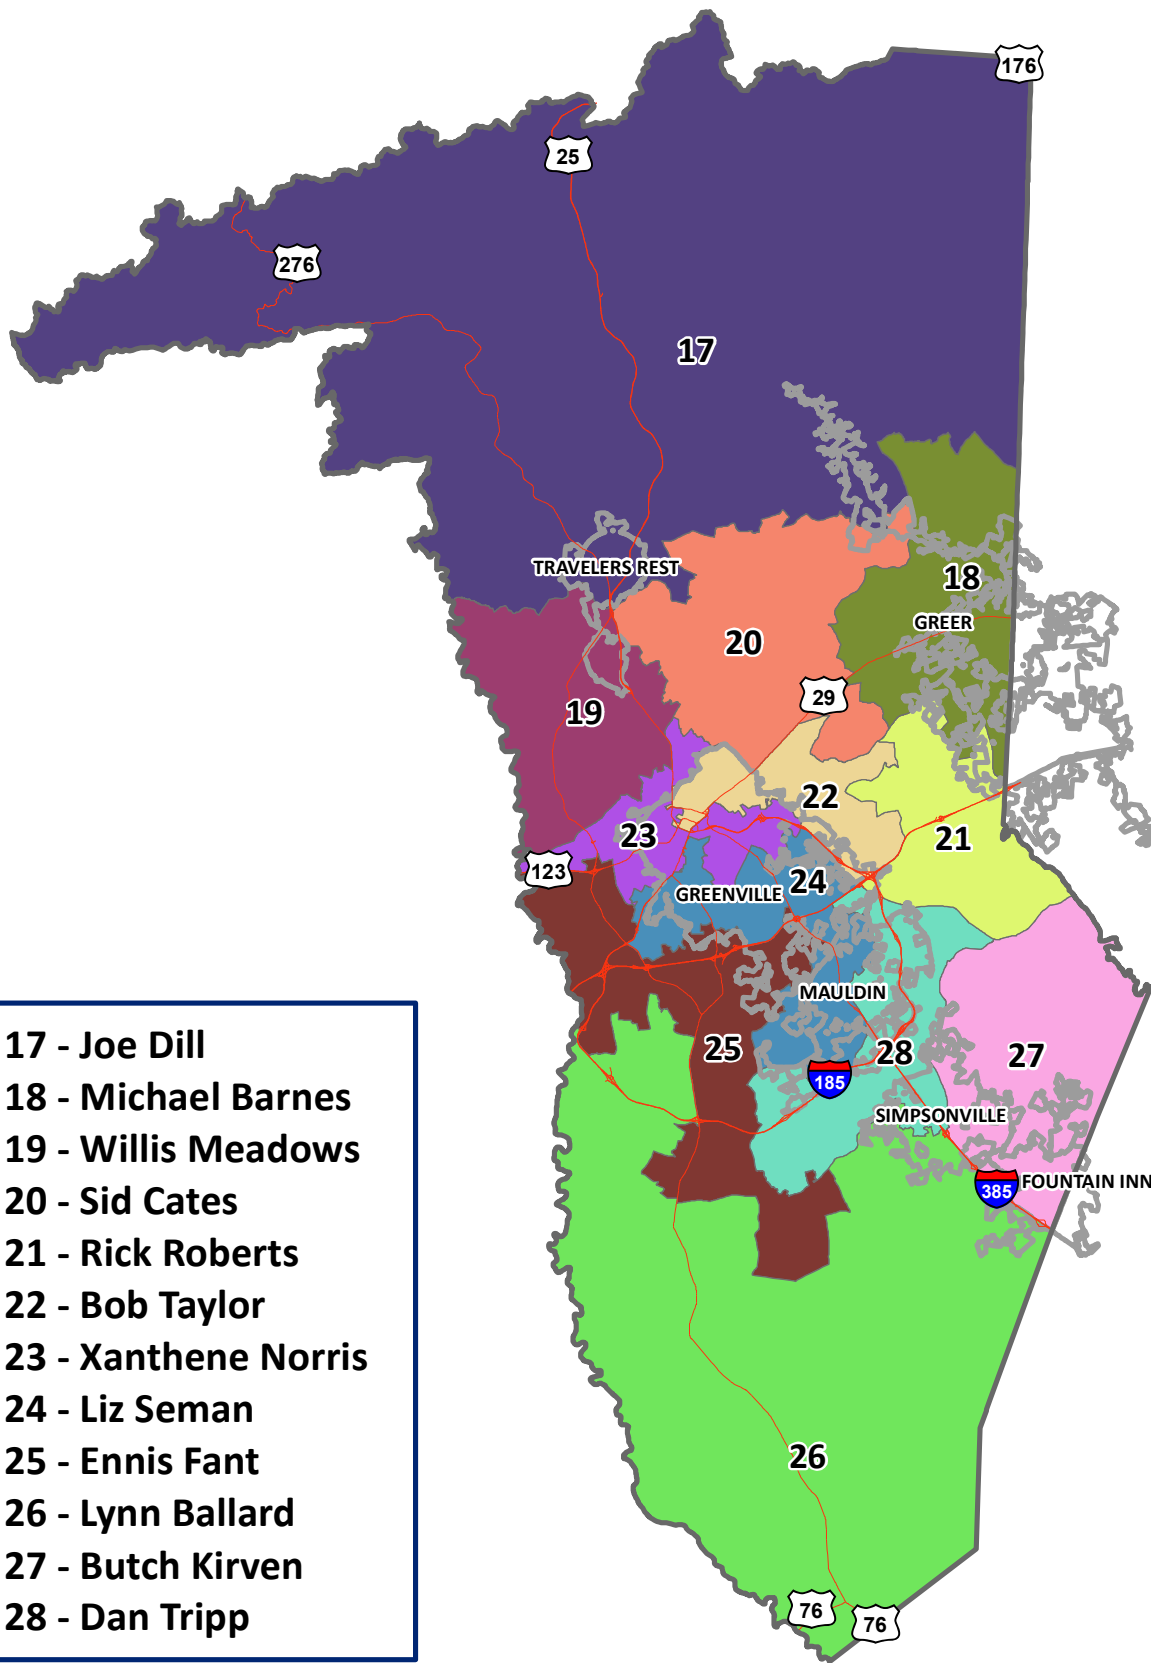 176
25
276
17
TRAVELERS REST
18
GREER
20
29
19
22
23
21
123
24
GREENVILLE
MAULDIN
25
28
27
185
SIMPSONVILLE
385
FOUNTAIN INN
26
76
76
17 - Joe Dill
18 - Michael Barnes
19 - Willis Meadows
20 - Sid Cates
21 - Rick Roberts
22 - Bob Taylor
23 - Xanthene Norris
24 - Liz Seman
25 - Ennis Fant
26 - Lynn Ballard
27 - Butch Kirven
28 - Dan Tripp